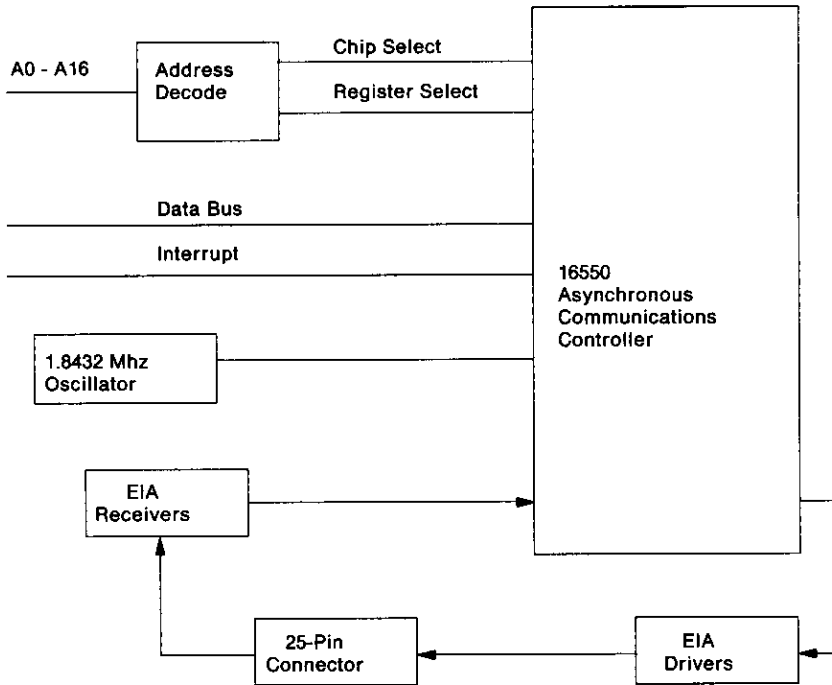 Chip Select
A0 - A16
Address
Decode
Register Select
Data Bus
Interrupt
16550
Asynchronous
Communications
Controller
1.8432 Mhz
Oscillator
EIA
Receivers
25-Pin
Connector
EIA
Drivers